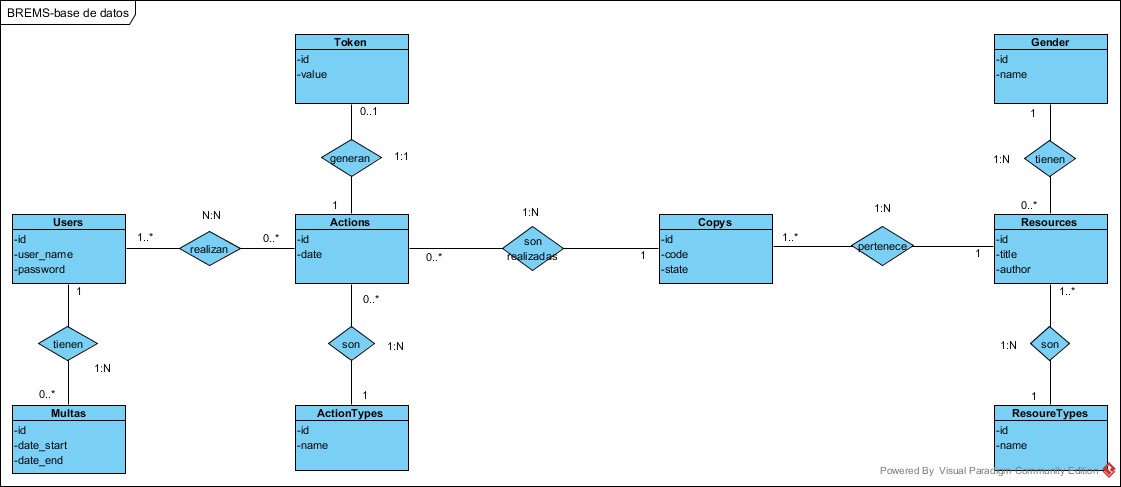 BREMS-base de datos
Token
-id
-value
Gender
-id
-name
0..1
1
generan
1:1
1:N
tienen
1
0..*
Users
-id
-user_name
-password
N:N
1..*
realizan
0..*
Actions
-id
-date
1:N
0..*
son
realizadas
1
Copys
-id
-code
-state
1:N
1..*
pertenece
1
Resources
-id
-title
-author
1
tienen
1:N
0..*
0..*
son
1:N
1
1..*
1:N
son
1
Multas
-id
-date_start
-date_end
ActionTypes
-id
-name
ResoureTypes
-id
-name
Powered By Visual Paradigm Community Edition